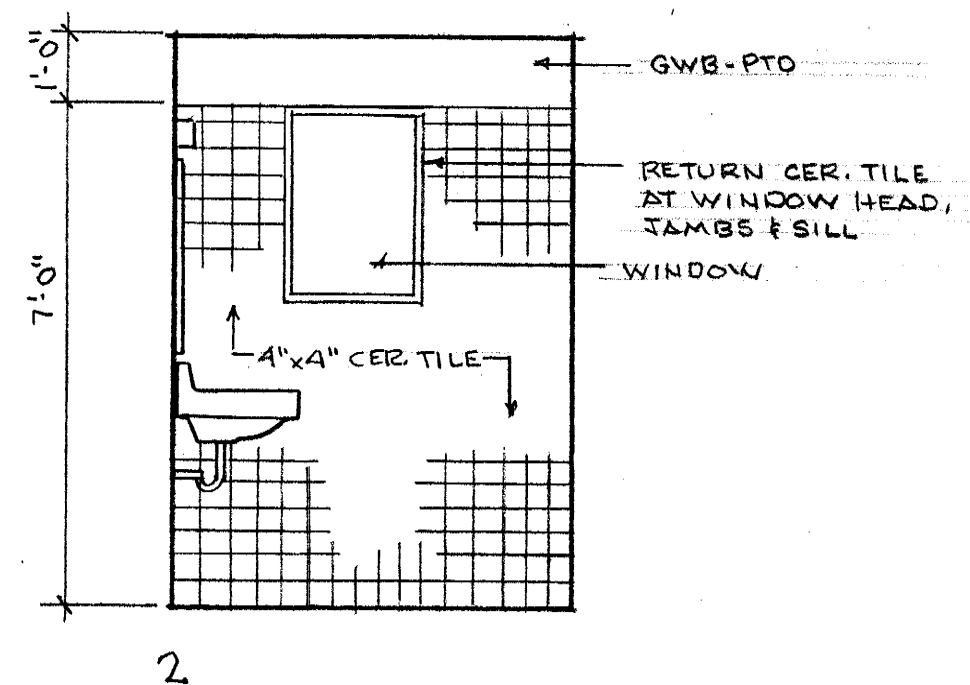 1'-0"
GWB-PTD
RETURN CER. TILE
AT WINDOW HEAD,
JAMBS & SILL
7'-0"
WINDOW
4"x4" CER. TILE
2